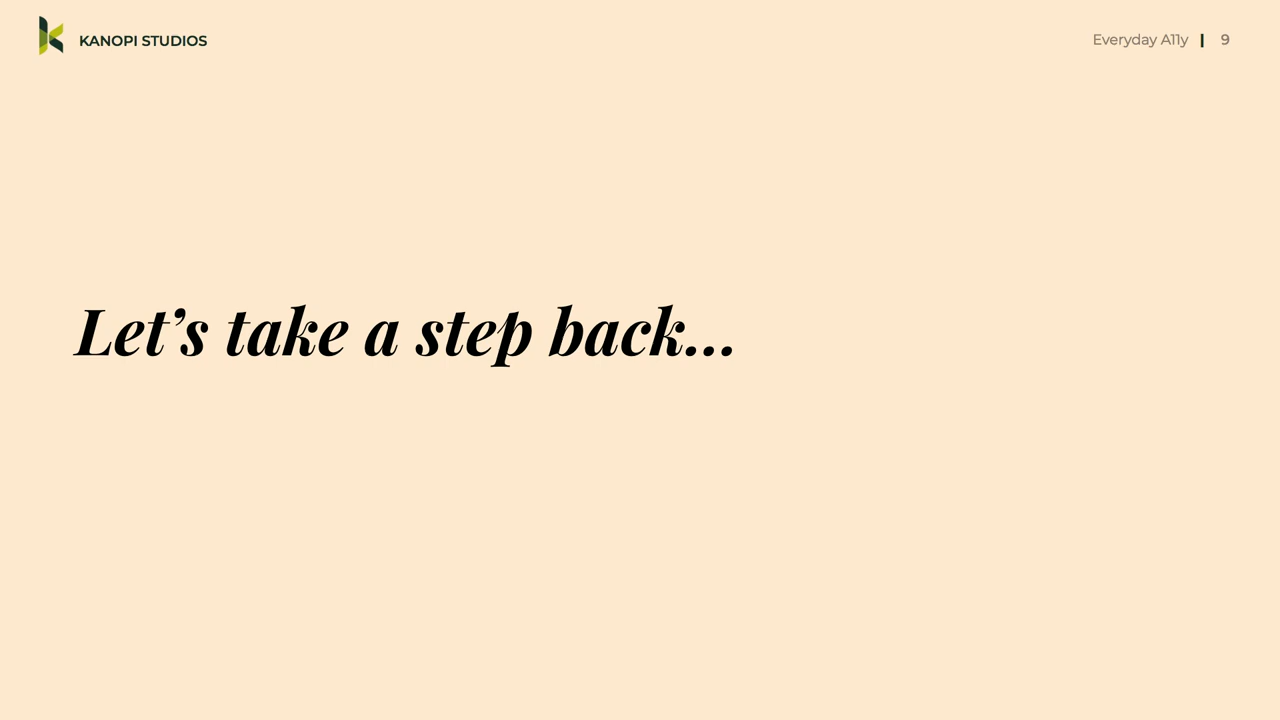 KANOPI STUDIOS
Everyday A11y | 9
Let’s take a step back...